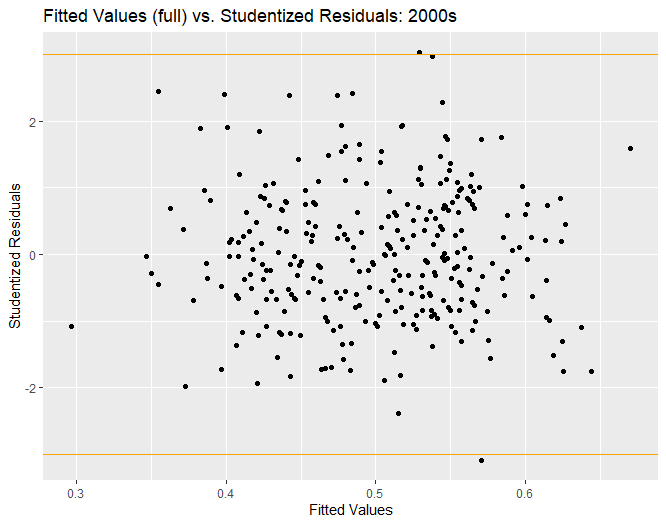 Fitted Values (full) vs. Studentized Residuals: 2000s
Studentized Residuals
2
0
-2
0.3 0.4 0.5 0.6
Fitted Values